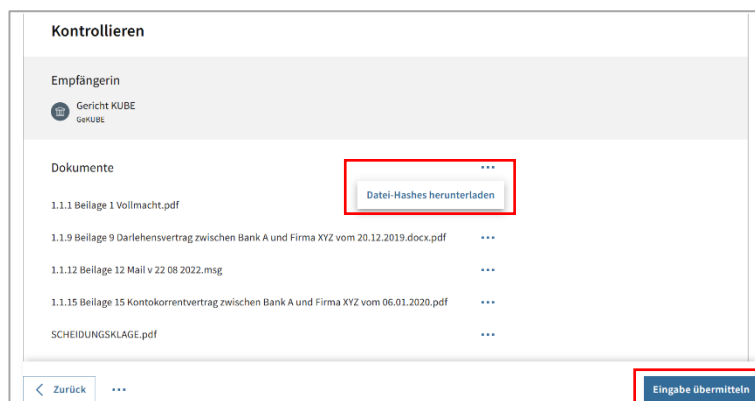 Kontrollieren
Empfängerin
Gericht KUBE
GeKUBE
Dokumente
Datei-Hashes herunterladen
1.1.1 Beilage 1 Vollmacht.pdf
1.1.9 Beilage 9 Darlehensvertrag zwischen Bank A und Firma XYZ vom 20.12.2019.docx.pdf
1.1.12 Beilage 12 Mail v 22 08 2022.msg
1.1.15 Beilage 15 Kontokorrentvertrag zwischen Bank A und Firma XYZ vom 06.01.2020.pdf
SCHEIDUNGSKLAGE.pdf
Zurück
Eingabe übermitteln